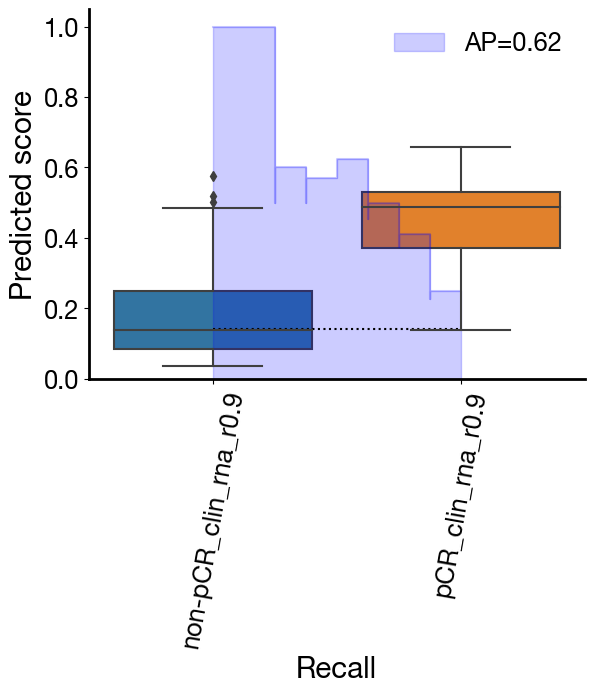 1.0
0.8
0.6
0.4
0.2
0.0
Predicted score
AP=0.62
non-pCR_clin_rna_r0.9
pCR_clin_rna_r0.9
Recall